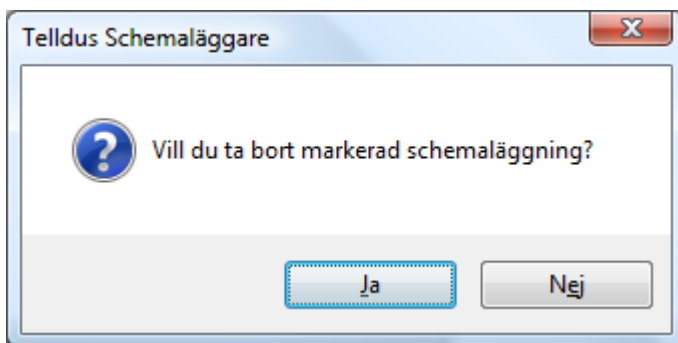 Telldus Schemaläggare
Vill du ta bort markerad schemaläggning?
Ja
Nej